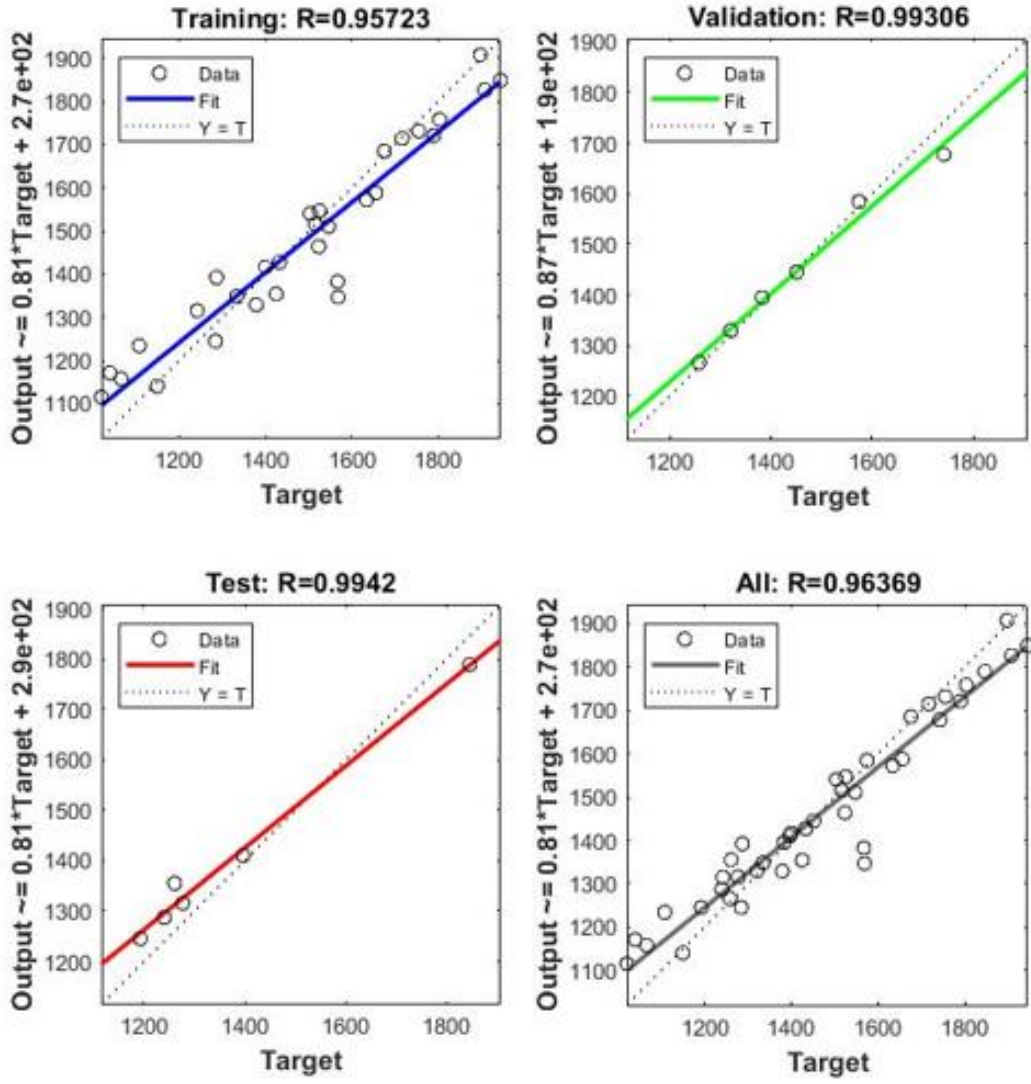 Training: R=0.95723
Output ~= 0.81*Target + 2.7e+02
1900
1800
1700
1600
1500
1400
1300
1200
1100
Data
Fit
Y = T
1200 1400 1600 1800
Target
Validation: R=0.99306
Output ~= 0.87*Target + 1.9e+02
1900
1800
1700
1600
1500
1400
1300
1200
Data
Fit
Y = T
1200 1400 1600 1800
Target
Test: R=0.9942
Output ~= 0.81*Target + 2.9e+02
1900
1800
1700
1600
1500
1400
1300
1200
Data
Fit
Y = T
1200 1400 1600 1800
Target
All: R=0.96369
Output ~= 0.81*Target + 2.7e+02
1900
1800
1700
1600
1500
1400
1300
1200
1100
Data
Fit
Y = T
1200 1400 1600 1800
Target